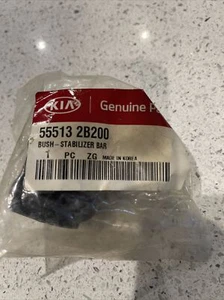 KIA Genuine P
55513 2B200
BUSH-STABILIZER BAR
1 PC ZG MADE IN KOREA